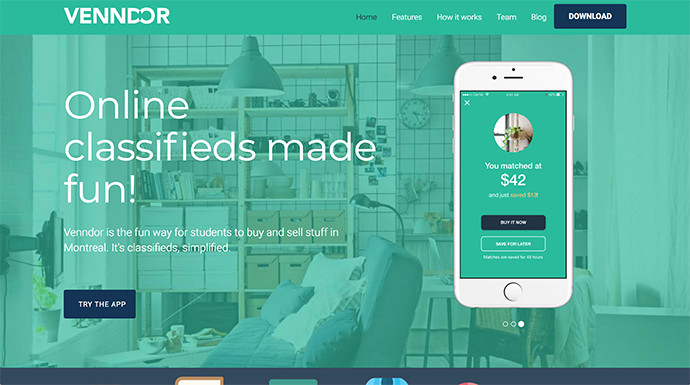 VENNDOR
Home Features How it works Team Blog DOWNLOAD
Online
classifieds made
fun!
Venndor is the fun way for students to buy and sell stuff in
Montreal. It's classifieds, simplified.
TRY THE APP
You matched at
$42
and just saved $13!
BUY IT NOW
SAVE FOR LATER
Matches are saved for 48 hours